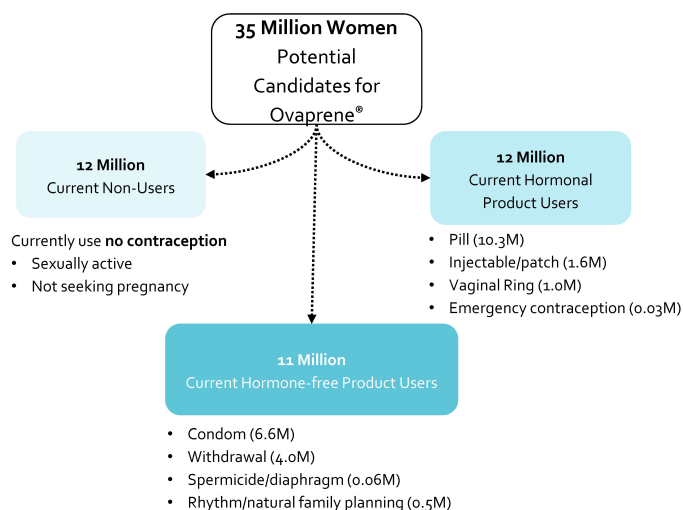 35 Million Women
Potential
Candidates for
Ovaprene®
12 Million
Current Non-Users
12 Million
Current Hormonal
Product Users
Currently use no contraception
• Sexually active
• Not seeking pregnancy
• Pill (10.3M)
• Injectable/patch (1.6M)
• Vaginal Ring (1.0M)
• Emergency contraception (0.03M)
11 Million
Current Hormone-free Product Users
• Condom (6.6M)
• Withdrawal (4.0M)
• Spermicide/diaphragm (0.06M)
• Rhythm/natural family planning (0.5M)